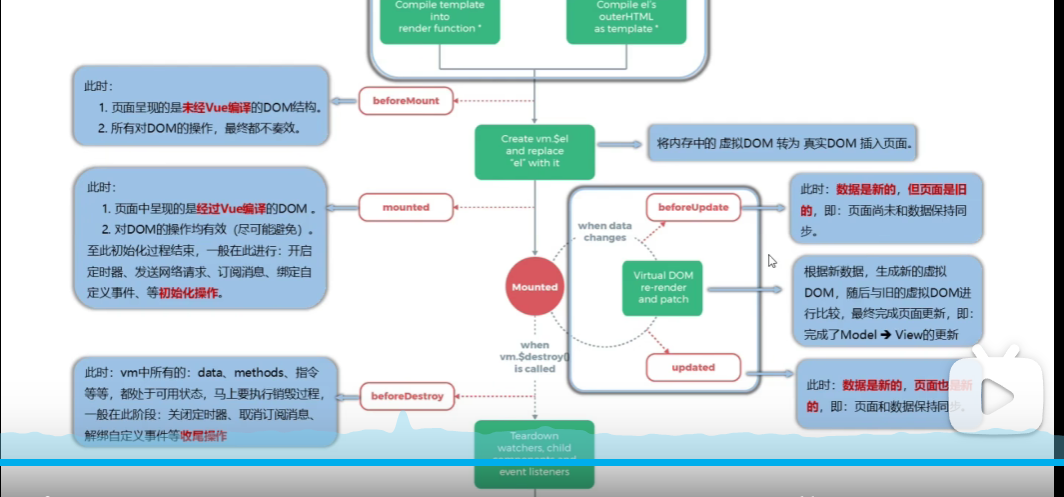 Compile template
into
render function *
Compile el's
outerHTML
as template *
此时：
1. 页面呈现的是未经Vue编译的DOM结构。
2. 所有对DOM的操作，最终都不奏效。
beforeMount
Create vm.$el
and replace
"el" with it
将内存中的 虚拟DOM 转为 真实DOM 插入页面。
此时：
1. 页面中呈现的是经过Vue编译的DOM 。
2. 对DOM的操作均有效（尽可能避免）。
至此初始化过程结束，一般在此进行：开启
定时器、发送网络请求、订阅消息、绑定自
定义事件、等初始化操作。
mounted
Mounted
when data
changes
beforeUpdate
此时：数据是新的，但页面是旧
的，即：页面尚未和数据保持同
步。
Virtual DOM
re-render
and patch
根据新数据，生成新的虚拟
DOM，随后与旧的虚拟DOM进
行比较，最终完成页面更新，即：
完成了Model ➔ View的更新
updated
此时：数据是新的，页面也是新
的，即：页面和数据保持同步。
when
vm.$destroy()
is called
此时：vm中所有的：data、methods、指令
等等，都处于可用状态，马上要执行销毁过程，
一般在此阶段：关闭定时器、取消订阅消息、
解绑自定义事件等收尾操作
beforeDestroy
Teardown
watchers, child
components and
event listeners